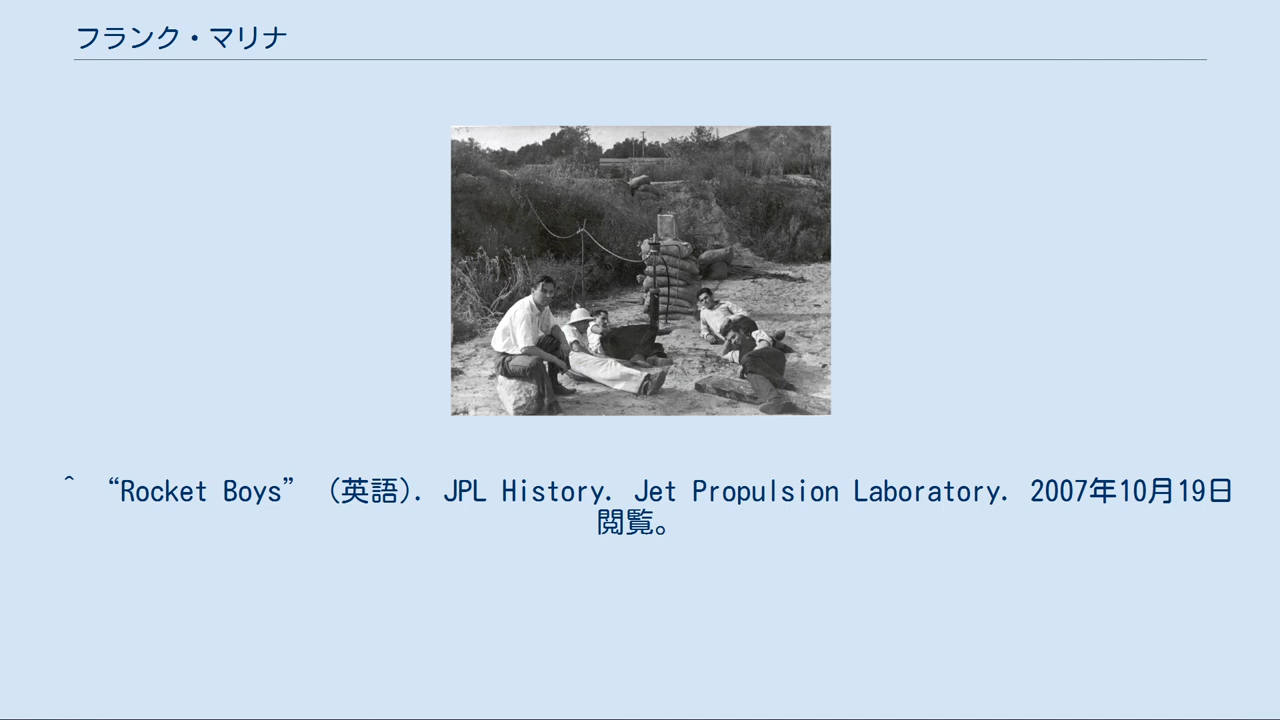 フランク・マリナ
^ “Rocket Boys” (英語). JPL History. Jet Propulsion Laboratory. 2007年10月19日
閲覧。